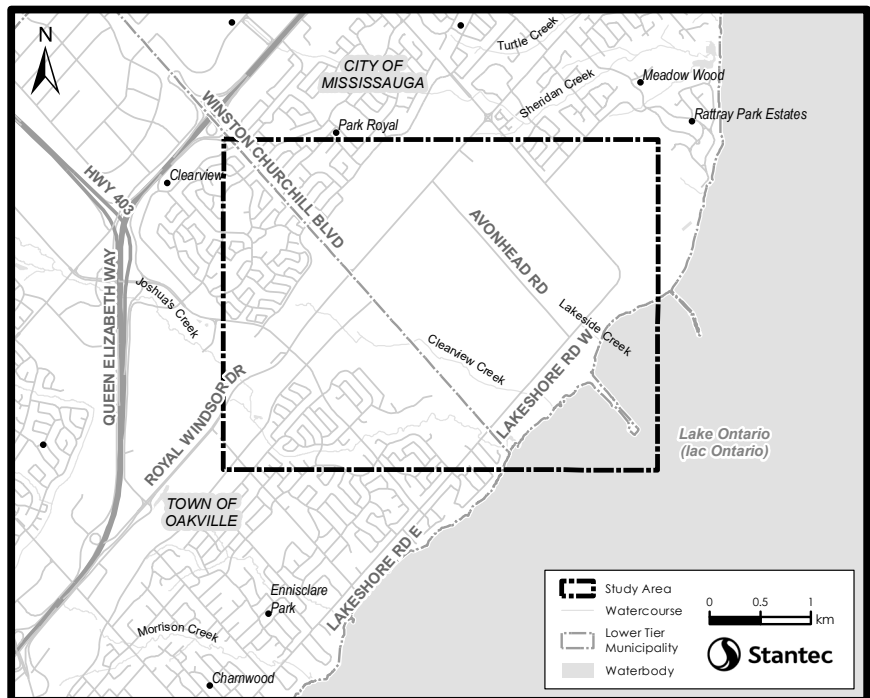 N
Turtle Creek
CITY OF
MISSISSAUGA
Meadow Wood
Sheridan Creek
Rattray Park Estates
Park Royal
WINSTON CHURCHILL BLVD
HWY 403
Clearview
AVONHEAD RD
QUEEN ELIZABETH WAY
Joshua's Creek
Lakeside Creek
Clearview Creek
LAKESHORE RD W
ROYAL WINDSOR DR
Lake Ontario
(lac Ontario)
TOWN OF
OAKVILLE
LAKESHORE RD E
Ennisclare
Park
Morrison Creek
Charnwood
Study Area
Watercourse
Lower Tier
Municipality
Waterbody
0 0.5 1
km
Stantec